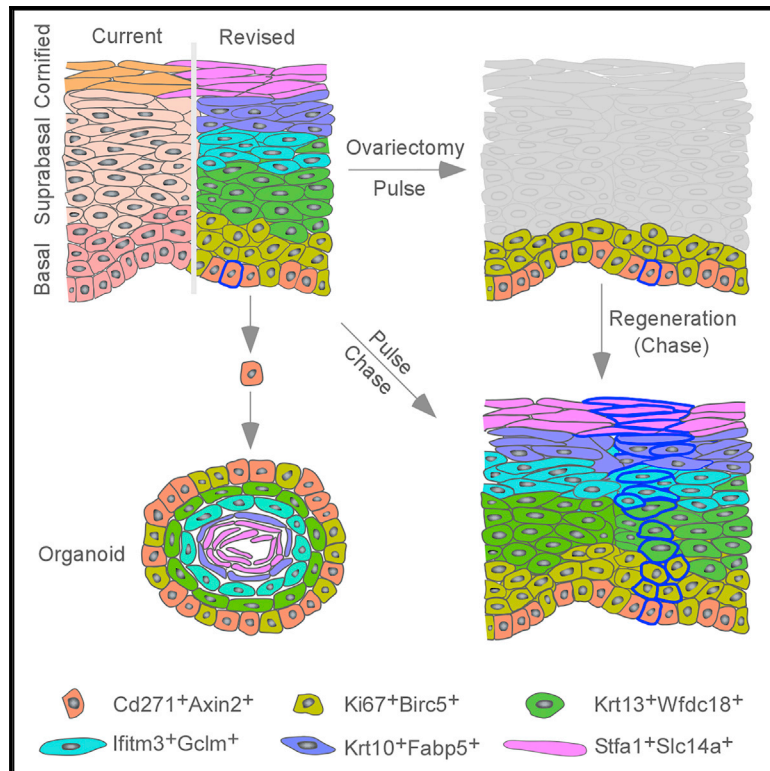 Current Revised
Cornified
Suprabasal
Basal
Ovariectomy
Pulse
Regeneration
(Chase)
Pulse
Chase
Organoid
Cd271⁺Axin2⁺
Ki67⁺Birc5⁺
Krt13⁺Wfdc18⁺
Ifitm3⁺Gclm⁺
Krt10⁺Fabp5⁺
Stfa1⁺Slc14a⁺